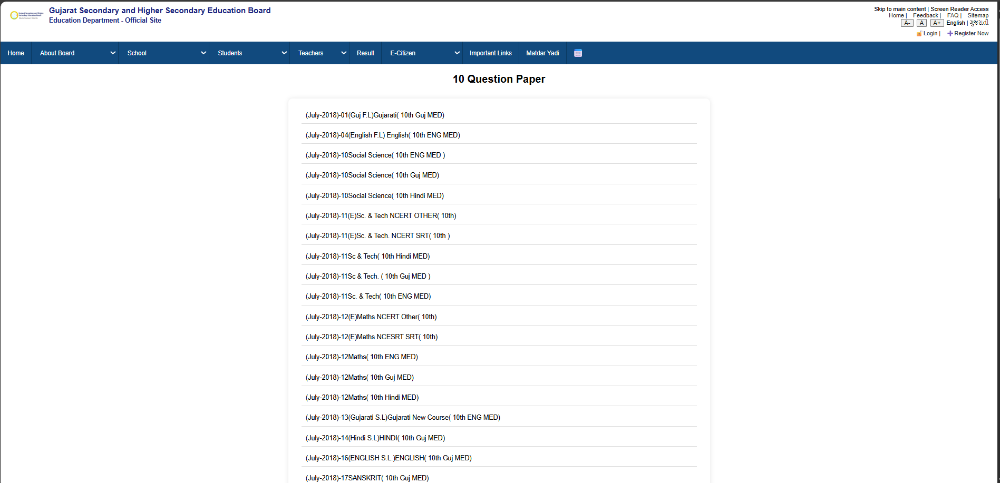 Gujarat Secondary and Higher Secondary Education Board
Education Department - Official Site
Skip to main content | Screen Reader Access
Home | Feedback | FAQ | Sitemap
A- A A+ English | ગુજરાતી
Login | Register Now
Home About Board School Students Teachers Result E-Citizen Important Links Matdar Yadi
10 Question Paper
(July-2018)-01(Guj F.L)Gujarati( 10th Guj MED)
(July-2018)-04(English F.L) English( 10th ENG MED)
(July-2018)-10Social Science( 10th ENG MED )
(July-2018)-10Social Science( 10th Guj MED)
(July-2018)-10Social Science( 10th Hindi MED)
(July-2018)-11(E)Sc. & Tech NCERT OTHER( 10th)
(July-2018)-11(E)Sc. & Tech. NCERT SRT( 10th )
(July-2018)-11Sc & Tech( 10th Hindi MED)
(July-2018)-11Sc & Tech. ( 10th Guj MED )
(July-2018)-11Sc. & Tech( 10th ENG MED)
(July-2018)-12(E)Maths NCERT Other( 10th)
(July-2018)-12(E)Maths NCESRT SRT( 10th)
(July-2018)-12Maths( 10th ENG MED)
(July-2018)-12Maths( 10th Guj MED)
(July-2018)-12Maths( 10th Hindi MED)
(July-2018)-13(Gujarati S.L)Gujarati New Course( 10th ENG MED)
(July-2018)-14(Hindi S.L)HINDI( 10th Guj MED)
(July-2018)-16(ENGLISH S.L.)ENGLISH( 10th Guj MED)
(July-2018)-17SANSKRIT( 10th Guj MED)